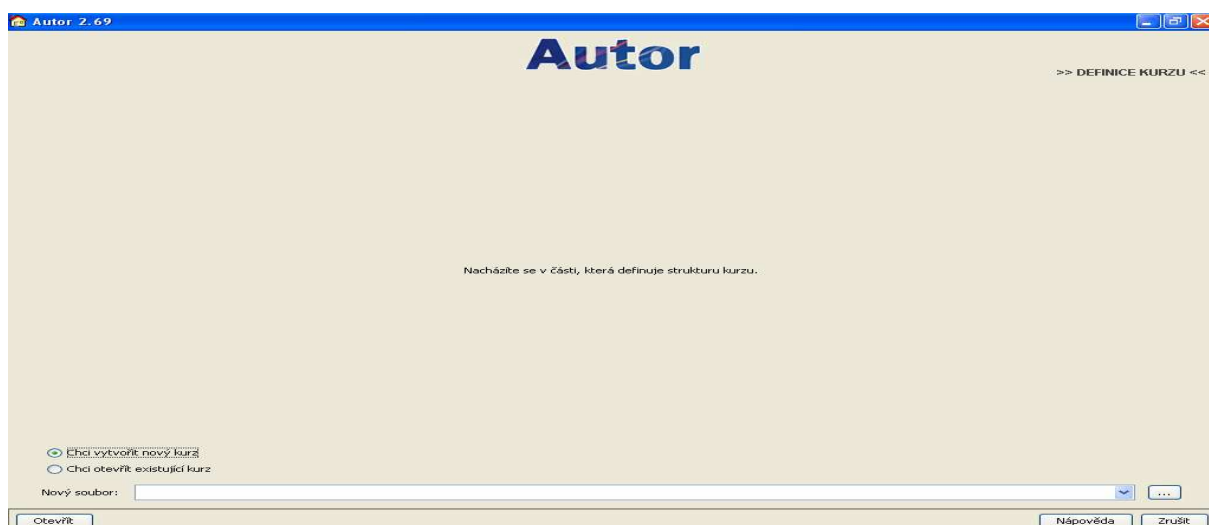 Autor 2.69
Autor
>> DEFINICE KURZU <<
Nacházíte se v části, která definuje strukturu kurzu.
Chci vytvořit nový kurz
Chci otevřít existující kurz
Nový soubor: ...
Otevřít Nápověda Zrušit